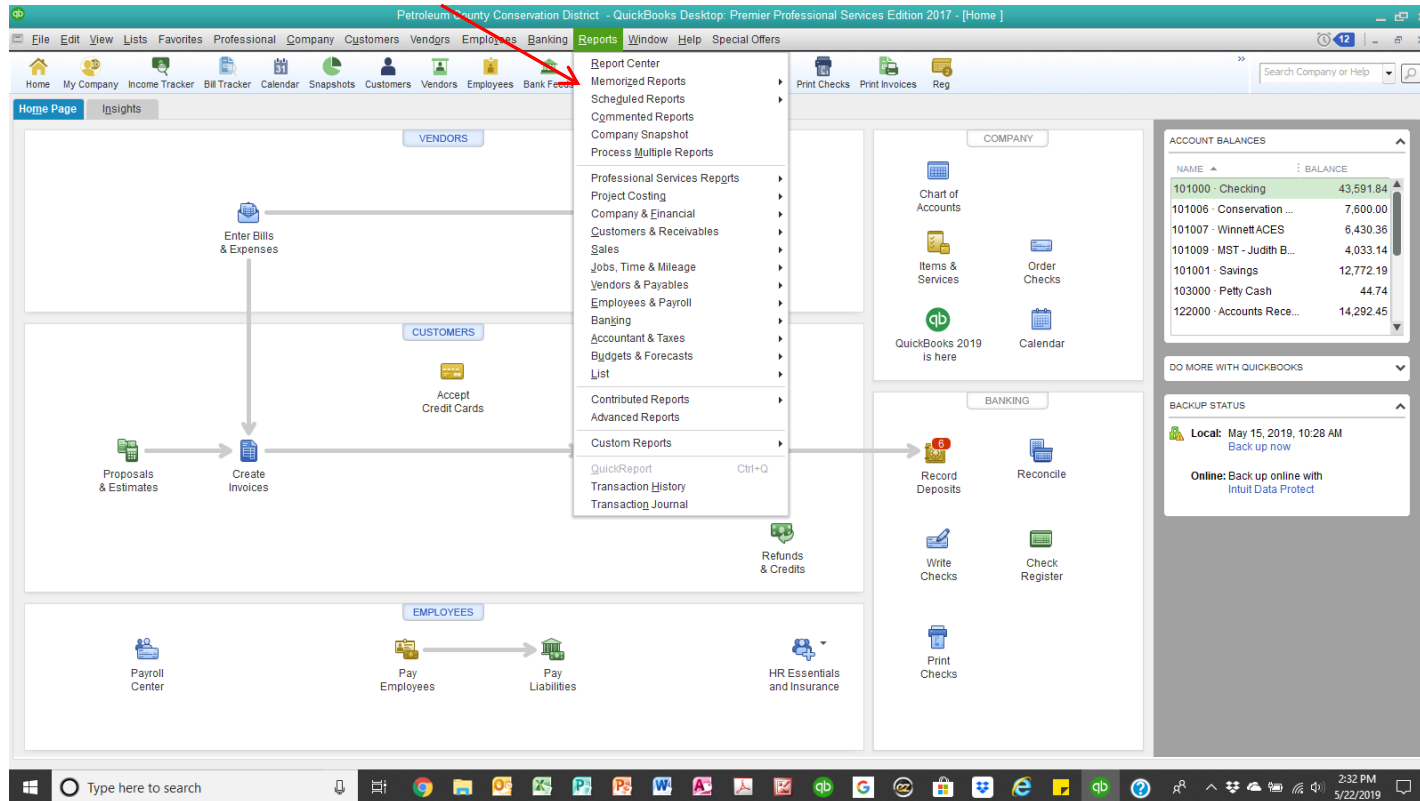 qb
Petroleum County Conservation District - QuickBooks Desktop: Premier Professional Services Edition 2017 - [Home ]
File Edit View Lists Favorites Professional Company Customers Vendors Employees Banking Reports Window Help Special Offers
12
Home My Company Income Tracker Bill Tracker Calendar Snapshots Customers Vendors Employees Bank Feeds
Print Checks Print Invoices Reg
Search Company or Help
31
Home Page Insights
Report Center
Memorized Reports
Scheduled Reports
Commented Reports
Company Snapshot
Process Multiple Reports
Professional Services Reports
Project Costing
Company & Financial
Customers & Receivables
Sales
Jobs, Time & Mileage
Vendors & Payables
Employees & Payroll
Banking
Accountant & Taxes
Budgets & Forecasts
List
Contributed Reports
Advanced Reports
Custom Reports
QuickReport Ctrl+Q
Transaction History
Transaction Journal
VENDORS
Enter Bills
& Expenses
CUSTOMERS
Accept
Credit Cards
Proposals
& Estimates
Create
Invoices
Refunds
& Credits
EMPLOYEES
Payroll
Center
Pay
Employees
Pay
Liabilities
HR Essentials
and Insurance
COMPANY
Chart of
Accounts
Items &
Services
Order
Checks
qb
QuickBooks 2019
is here
Calendar
BANKING
6
Record
Deposits
Reconcile
Write
Checks
Check
Register
Print
Checks
ACCOUNT BALANCES
NAME BALANCE
101000 · Checking 43,591.84
101006 · Conservation ... 7,600.00
101007 · Winnett ACES 6,430.36
101009 · MST - Judith B... 4,033.14
101001 · Savings 12,772.19
103000 · Petty Cash 44.74
122000 · Accounts Rece... 14,292.45
DO MORE WITH QUICKBOOKS
BACKUP STATUS
Local: May 15, 2019, 10:28 AM
Back up now
Online: Back up online with
Intuit Data Protect
Type here to search
2:32 PM
5/22/2019